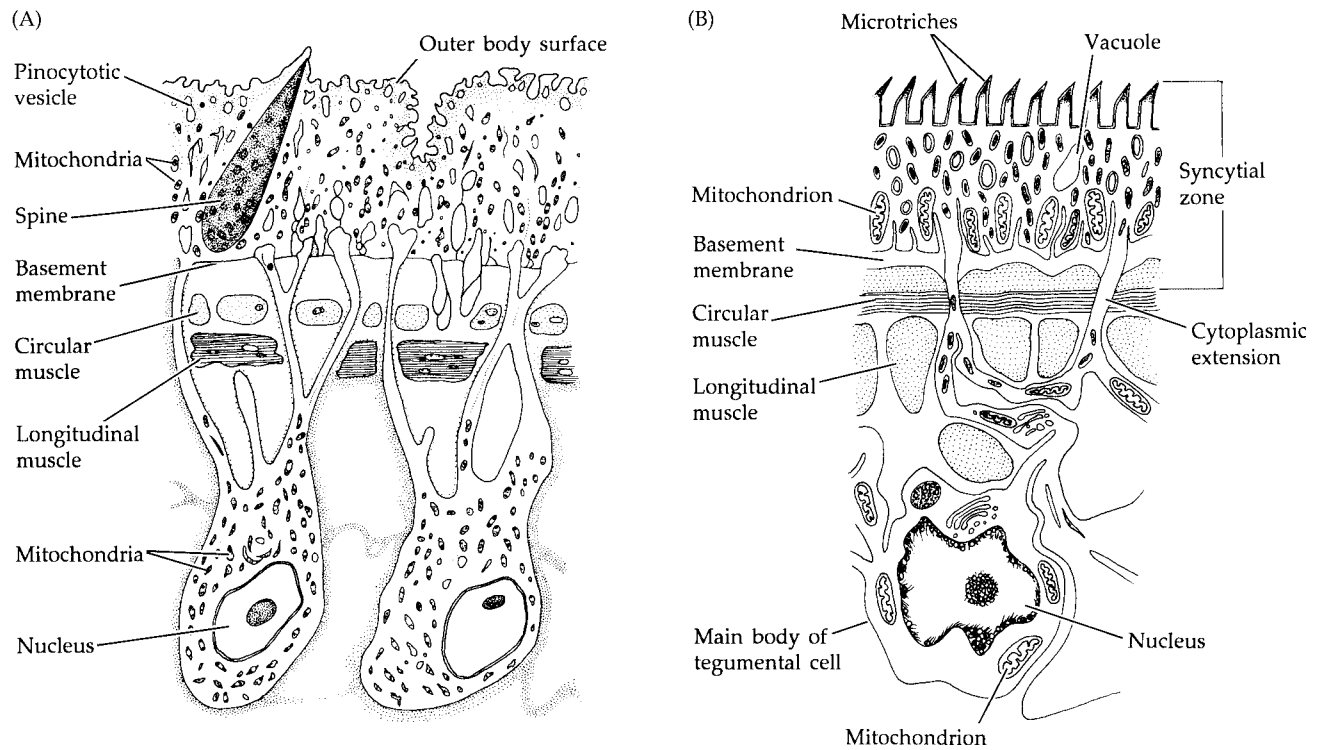 (A)
Outer body surface
Pinocytotic
vesicle
Mitochondria
Spine
Basement
membrane
Circular
muscle
Longitudinal
muscle
Mitochondria
Nucleus
(B)
Microtriches
Vacuole
Syncytial
zone
Mitochondrion
Basement
membrane
Circular
muscle
Cytoplasmic
extension
Longitudinal
muscle
Main body of
tegumental cell
Nucleus
Mitochondrion